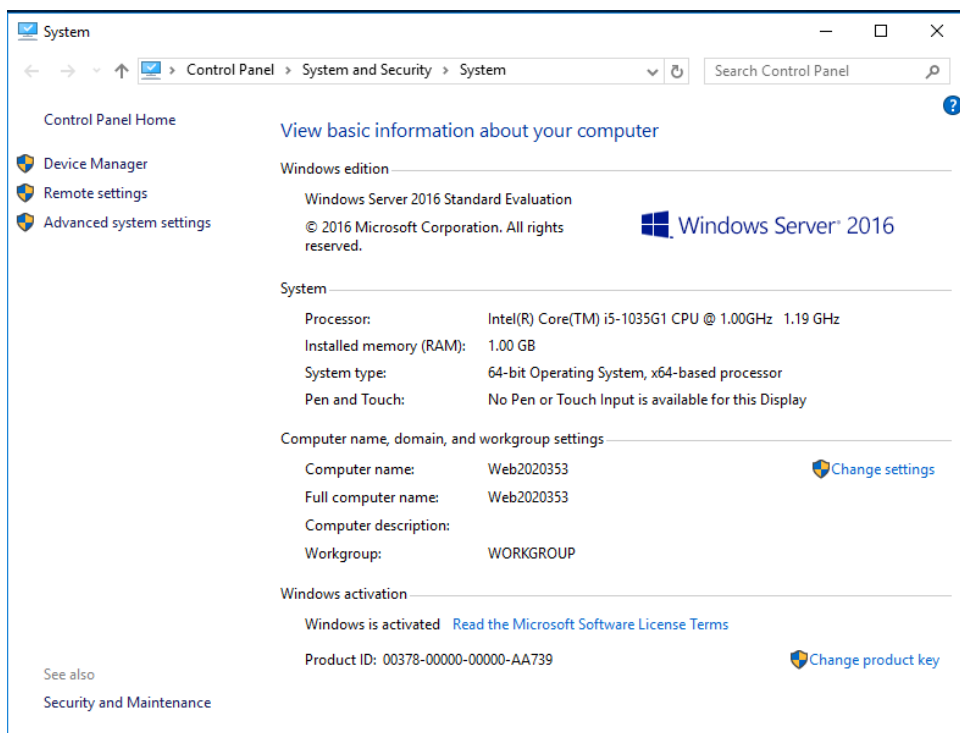 System
Control Panel > System and Security > System
Search Control Panel
?
Control Panel Home
Device Manager
Remote settings
Advanced system settings
View basic information about your computer
Windows edition
Windows Server 2016 Standard Evaluation
© 2016 Microsoft Corporation. All rights
reserved.
Windows Server® 2016
System
Processor: Intel(R) Core(TM) i5-1035G1 CPU @ 1.00GHz 1.19 GHz
Installed memory (RAM): 1.00 GB
System type: 64-bit Operating System, x64-based processor
Pen and Touch: No Pen or Touch Input is available for this Display
Computer name, domain, and workgroup settings
Computer name: Web2020353
Change settings
Full computer name: Web2020353
Computer description:
Workgroup: WORKGROUP
Windows activation
Windows is activated Read the Microsoft Software License Terms
Product ID: 00378-00000-00000-AA739
Change product key
See also
Security and Maintenance